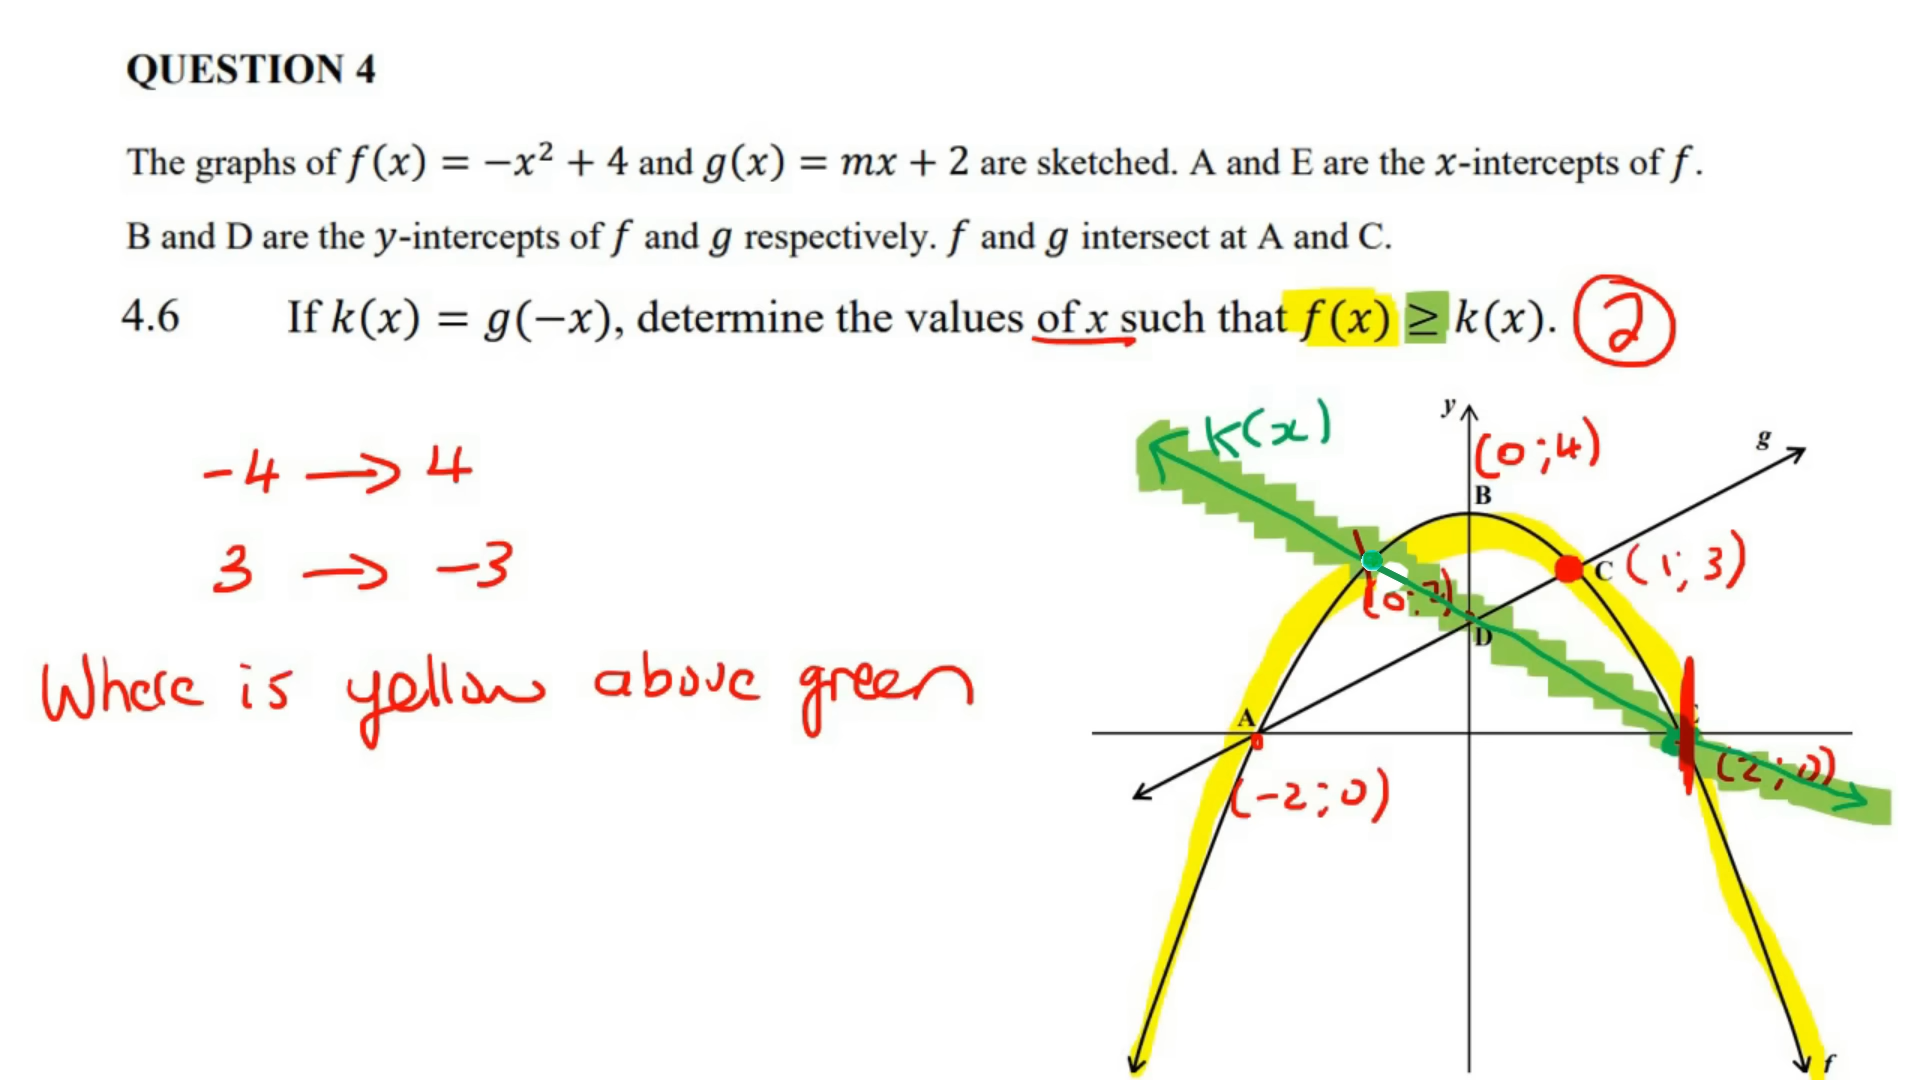 QUESTION 4
The graphs of f(x) = −x² + 4 and g(x) = mx + 2 are sketched. A and E are the x-intercepts of f.
B and D are the y-intercepts of f and g respectively. f and g intersect at A and C.
4.6 If k(x) = g(−x), determine the values of x such that f(x) ≥ k(x). 2
-4 → 4
3 → -3
Where is yellow above green
k(x)
y
(0;4)
g
B
C (1;3)
D
A
(-2;0)
(2;0)
f